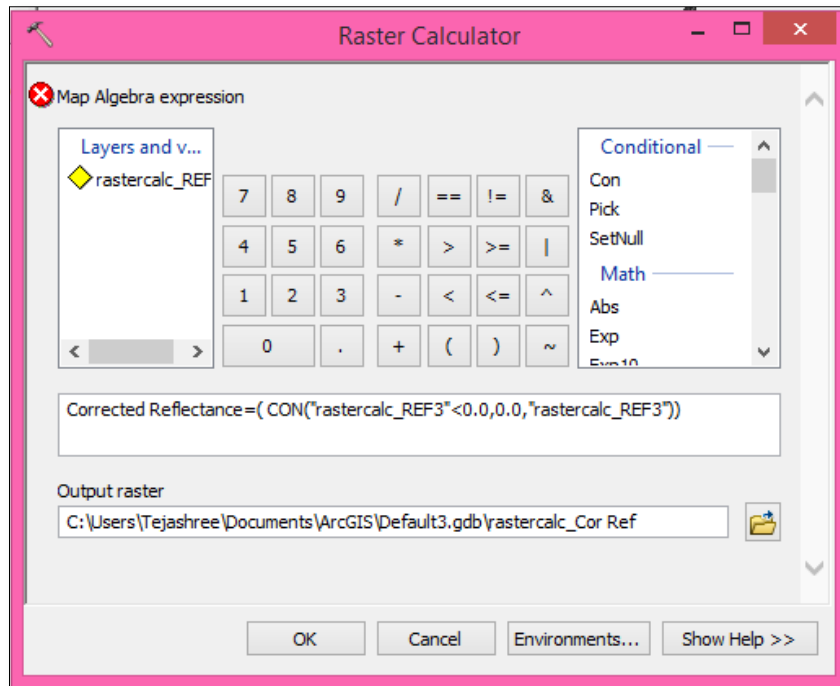 Raster Calculator
Map Algebra expression
Layers and v...
rastercalc_REF
7 8 9 / == != &
4 5 6 * > >= |
1 2 3 - < <= ^
0 . + ( ) ~
Conditional
Con
Pick
SetNull
Math
Abs
Exp
Exp10
Corrected Reflectance=( CON("rastercalc_REF3"<0.0,0.0,"rastercalc_REF3"))
Output raster
C:\Users\Tejashree\Documents\ArcGIS\Default3.gdb\rastercalc_Cor Ref
OK Cancel Environments... Show Help >>